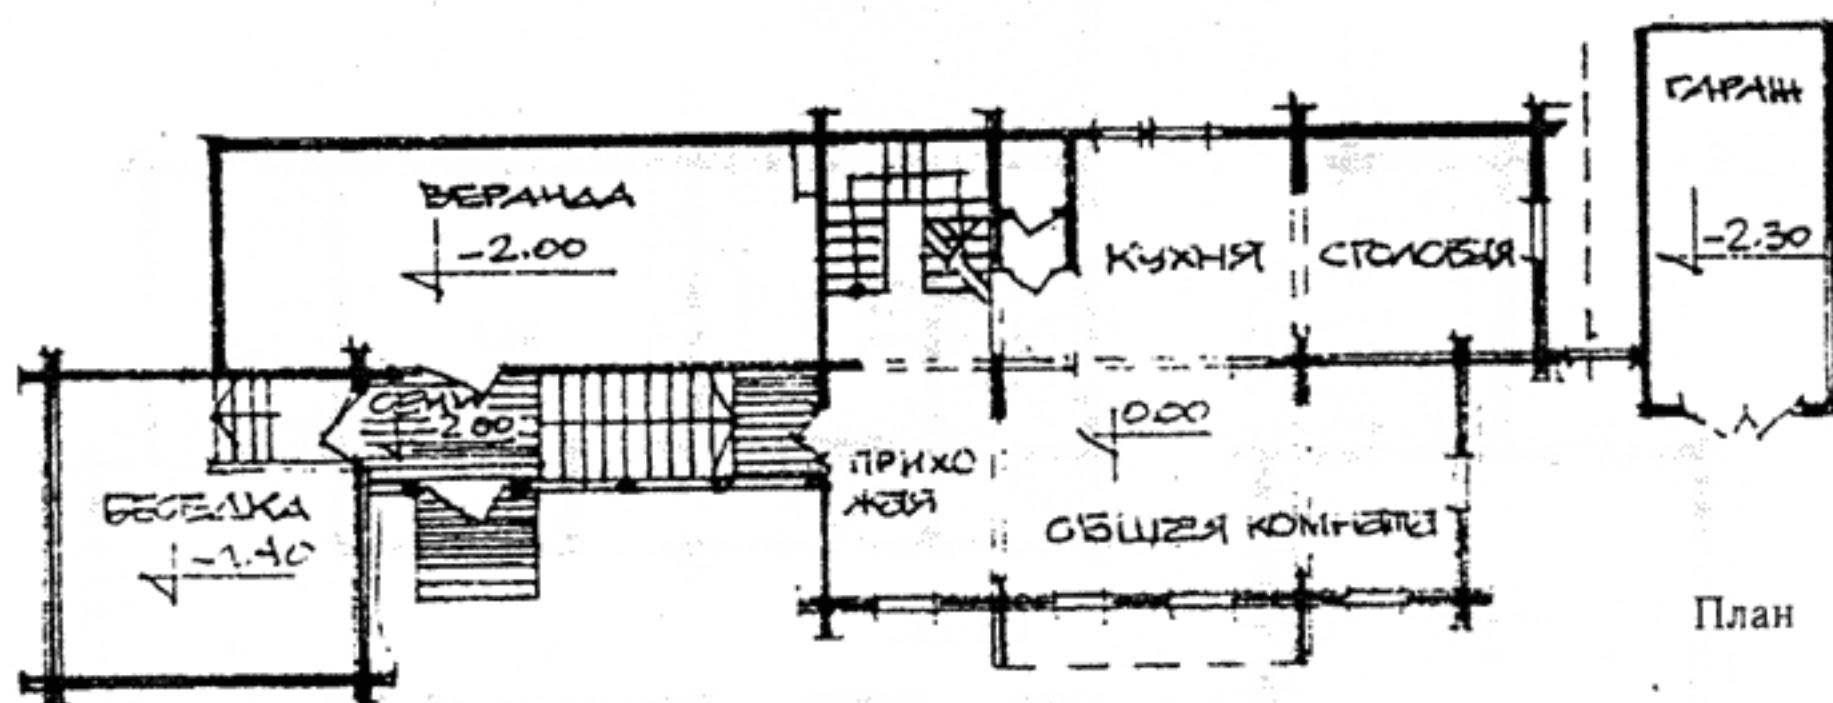 ГАРАЖ
-2.30
ВЕРАНДА
-2.00
КУХНЯ
СТОЛОВАЯ
СЕНИ
-2.00
0.00
ПРИХО
ЖАЯ
ОБЩАЯ КОМНАТА
БЕСЕДКА
-1.40
План